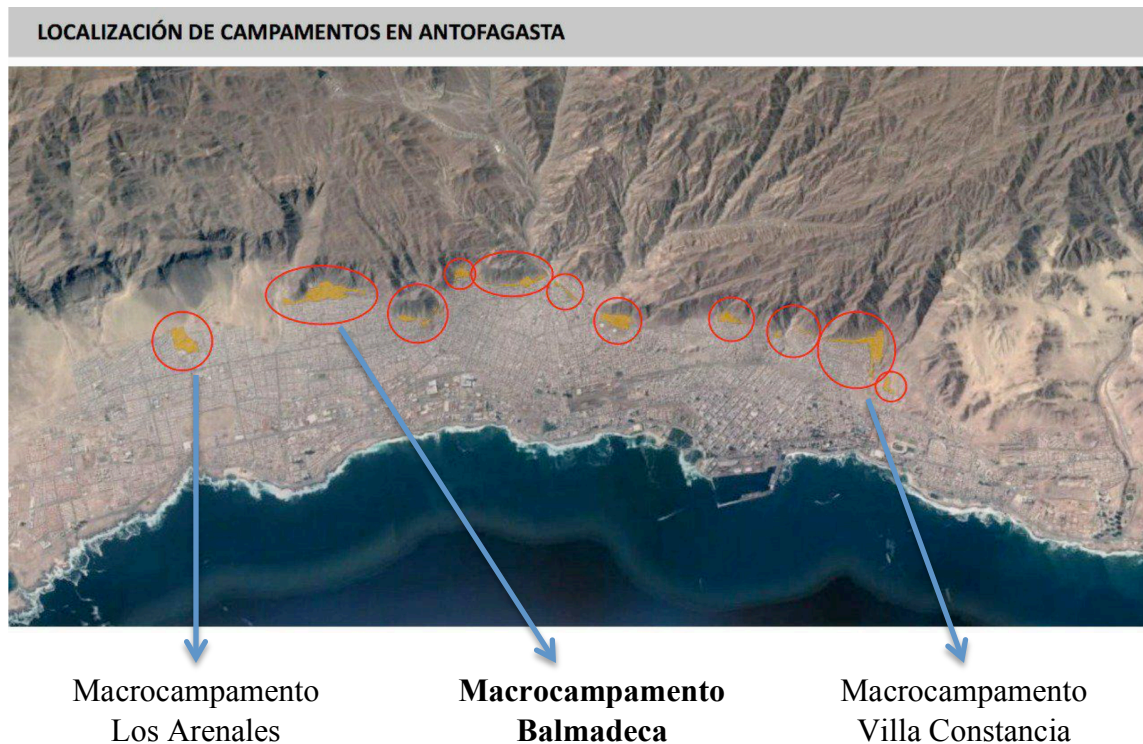 LOCALIZACIÓN DE CAMPAMENTOS EN ANTOFAGASTA
Macrocampamento
Los Arenales
Macrocampamento
Balmadeca
Macrocampamento
Villa Constancia